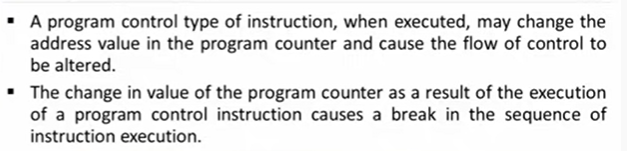 ▪ A program control type of instruction, when executed, may change the
address value in the program counter and cause the flow of control to
be altered.
▪ The change in value of the program counter as a result of the execution
of a program control instruction causes a break in the sequence of
instruction execution.